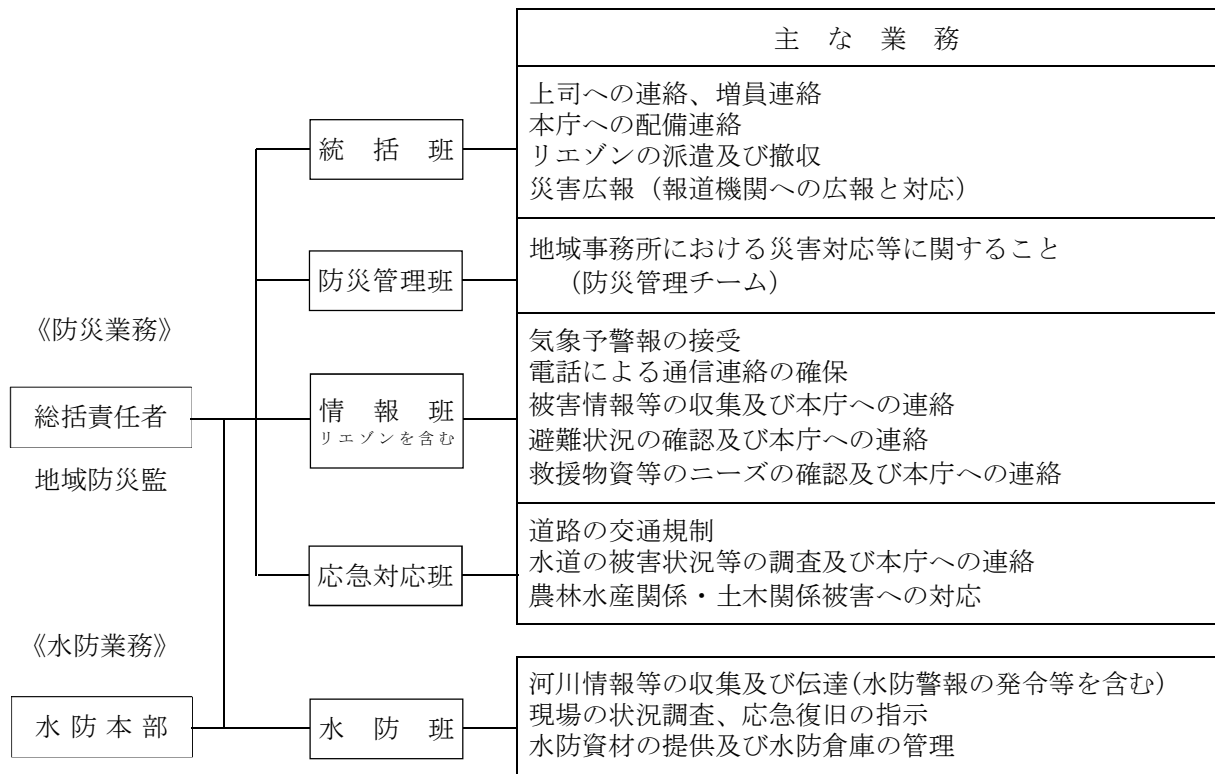 主な業務
統括班
上司への連絡、増員連絡
本庁への配備連絡
リエゾンの派遣及び撤収
災害広報（報道機関への広報と対応）
防災管理班
地域事務所における災害対応等に関すること
（防災管理チーム）
《防災業務》
総括責任者
地域防災監
情報班
リエゾンを含む
気象予警報の接受
電話による通信連絡の確保
被害情報等の収集及び本庁への連絡
避難状況の確認及び本庁への連絡
救援物資等のニーズの確認及び本庁への連絡
応急対応班
道路の交通規制
水道の被害状況等の調査及び本庁への連絡
農林水産関係・土木関係被害への対応
《水防業務》
水防本部
水防班
河川情報等の収集及び伝達(水防警報の発令等を含む)
現場の状況調査、応急復旧の指示
水防資材の提供及び水防倉庫の管理